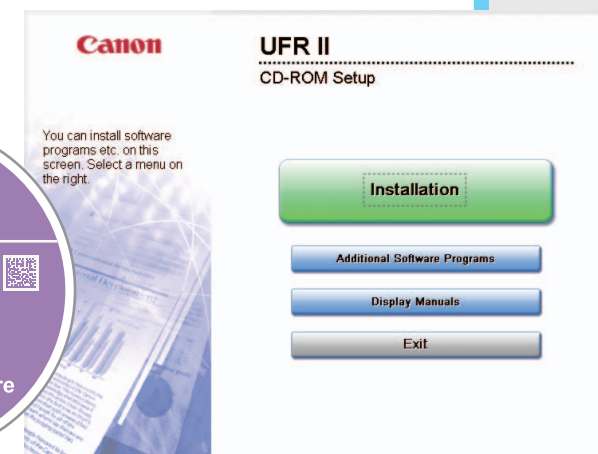 Canon
UFR II
CD-ROM Setup
You can install software
programs etc. on this
screen. Select a menu on
the right.
Installation
Additional Software Programs
Display Manuals
Exit
re